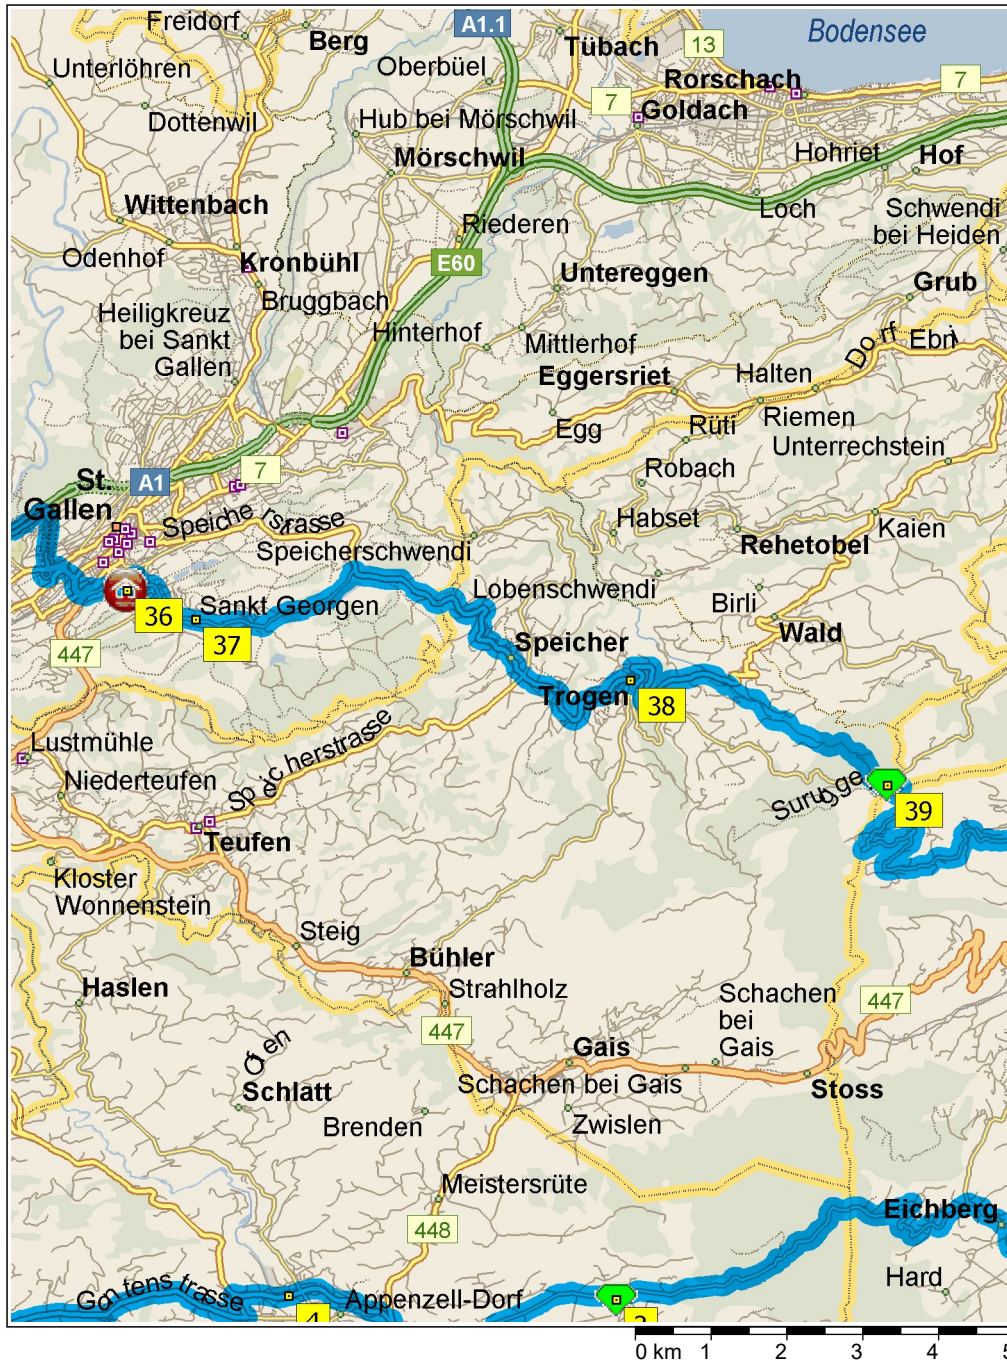 Freidorf
Berg
A1.1
Tübach
13
Bodensee
Unterlöhren
Oberbüel
Rorschach
7
7
Goldach
Dottenwil
Hub bei Mörschwil
Mörschwil
Hohriet
Hof
Wittenbach
Riederen
Loch
Schwendi
bei Heiden
Odenhof
Kronbühl
E60
Untereggen
Grub
Bruggbach
Heiligkreuz
bei Sankt
Gallen
Hinterhof
Mittlerhof
Dorf
Ebni
Eggersriet
Halten
Egg
Rüti
Riemen
Unterrechstein
Robach
St.
Gallen
A1
7
Speicherstrasse
Habset
Kaien
Speicherschwendi
Rehetobel
Lobenschwendi
Birli
36
Sankt Georgen
37
Wald
447
Speicher
Trogen
38
Lustmühle
Speicherstrasse
Niederteufen
Surugge
39
Teufen
Kloster
Wonnenstein
Steig
Bühler
Haslen
Strahlholz
Schachen
bei
Gais
447
447
Gais
Schachen bei Gais
Stoss
Schlatt
Brenden
Zwislen
Meistersrüte
448
Eichberg
Hard
Gontenstrasse
4
Appenzell-Dorf
0 km
1
2
3
4